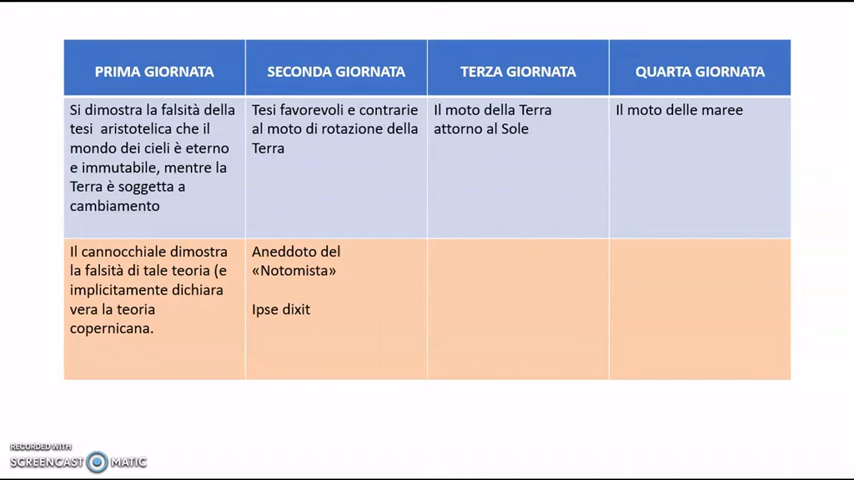 PRIMA GIORNATA
SECONDA GIORNATA
TERZA GIORNATA
QUARTA GIORNATA
Si dimostra la falsità della
tesi aristotelica che il
mondo dei cieli è eterno
e immutabile, mentre la
Terra è soggetta a
cambiamento
Tesi favorevoli e contrarie
al moto di rotazione della
Terra
Il moto della Terra
attorno al Sole
Il moto delle maree
Il cannocchiale dimostra
la falsità di tale teoria (e
implicitamente dichiara
vera la teoria
copernicana.
Aneddoto del
«Notomista»
Ipse dixit
RECORDED WITH
SCREENCAST MATIC